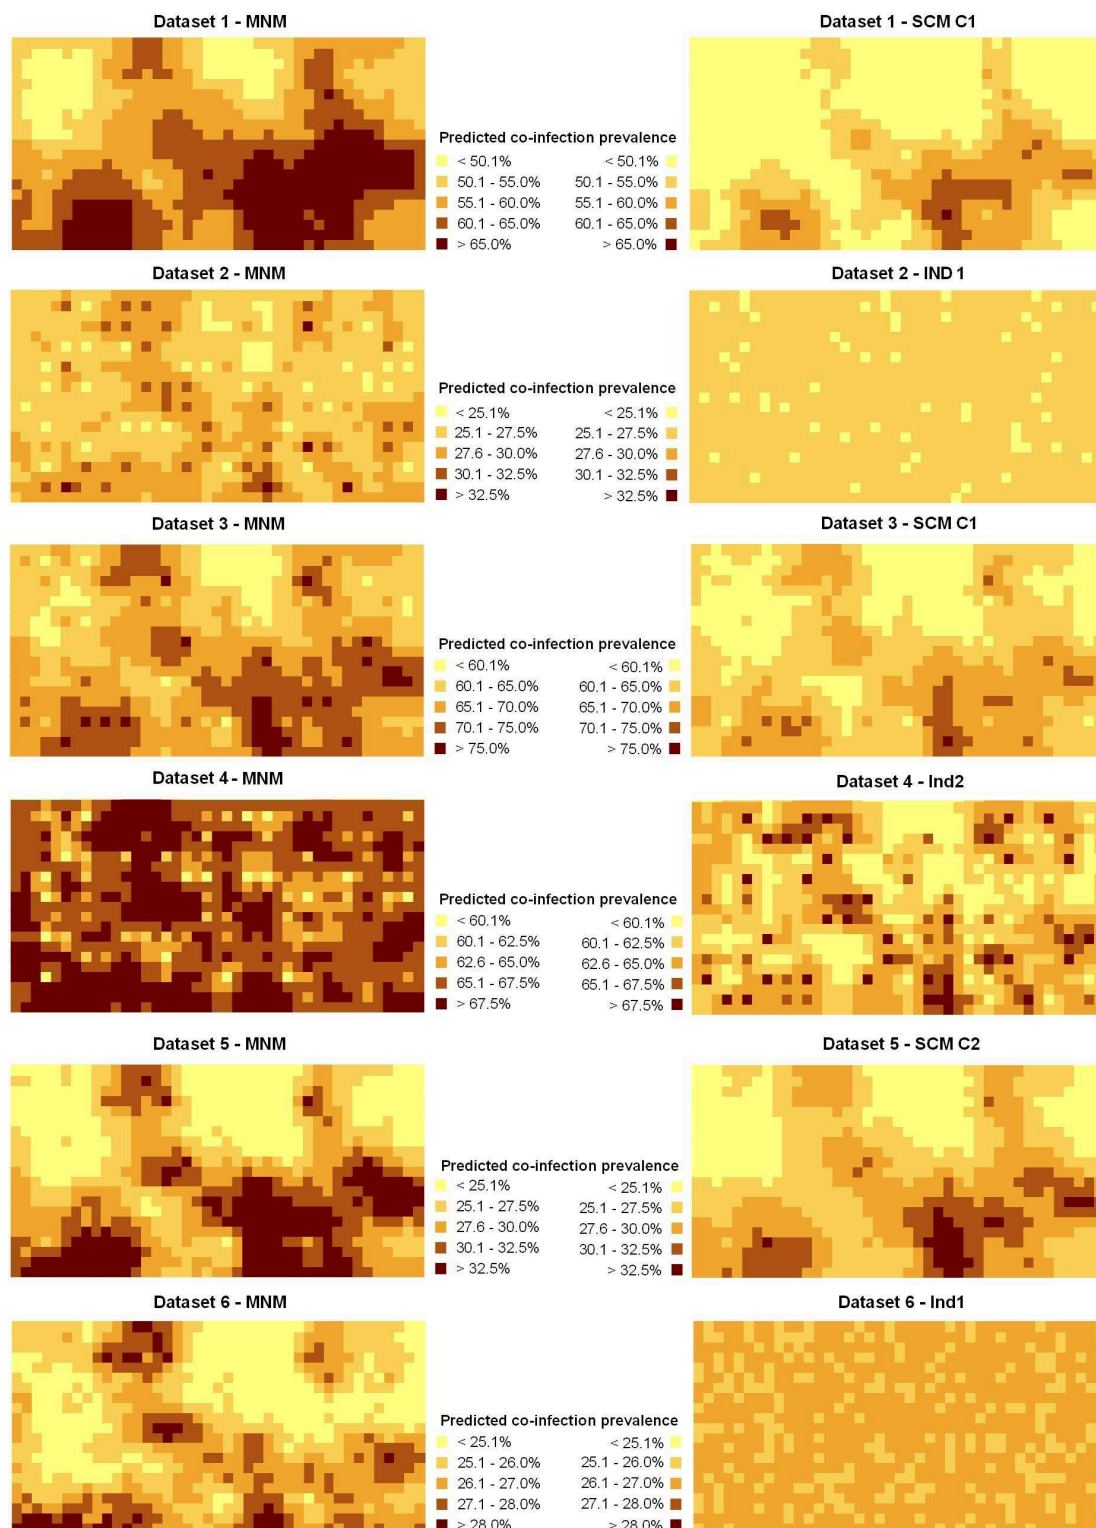 Dataset 1 - MNM
Dataset 1 - SCM C1
Predicted co-infection prevalence
< 50.1% < 50.1%
50.1 - 55.0% 50.1 - 55.0%
55.1 - 60.0% 55.1 - 60.0%
60.1 - 65.0% 60.1 - 65.0%
> 65.0% > 65.0%
Dataset 2 - MNM
Dataset 2 - IND 1
Predicted co-infection prevalence
< 25.1% < 25.1%
25.1 - 27.5% 25.1 - 27.5%
27.6 - 30.0% 27.6 - 30.0%
30.1 - 32.5% 30.1 - 32.5%
> 32.5% > 32.5%
Dataset 3 - MNM
Dataset 3 - SCM C1
Predicted co-infection prevalence
< 60.1% < 60.1%
60.1 - 65.0% 60.1 - 65.0%
65.1 - 70.0% 65.1 - 70.0%
70.1 - 75.0% 70.1 - 75.0%
> 75.0% > 75.0%
Dataset 4 - MNM
Dataset 4 - Ind2
Predicted co-infection prevalence
< 60.1% < 60.1%
60.1 - 62.5% 60.1 - 62.5%
62.6 - 65.0% 62.6 - 65.0%
65.1 - 67.5% 65.1 - 67.5%
> 67.5% > 67.5%
Dataset 5 - MNM
Dataset 5 - SCM C2
Predicted co-infection prevalence
< 25.1% < 25.1%
25.1 - 27.5% 25.1 - 27.5%
27.6 - 30.0% 27.6 - 30.0%
30.1 - 32.5% 30.1 - 32.5%
> 32.5% > 32.5%
Dataset 6 - MNM
Dataset 6 - Ind1
Predicted co-infection prevalence
< 25.1% < 25.1%
25.1 - 26.0% 25.1 - 26.0%
26.1 - 27.0% 26.1 - 27.0%
27.1 - 28.0% 27.1 - 28.0%
> 28.0% > 28.0%